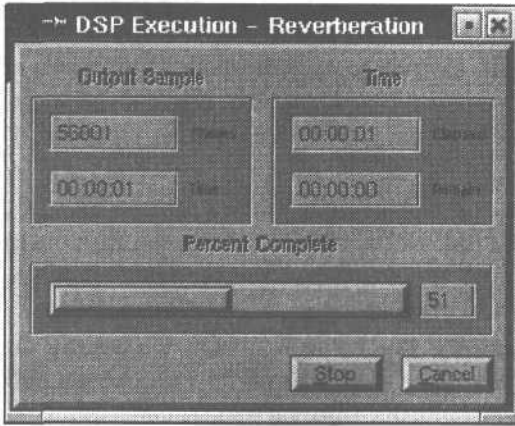 DSP Execution - Reverberation
Output Sample
Time
56001
00:00:01
Elapsed
00:00:01
Time
00:00:00
Remain
Percent Complete
51
Stop
Cancel